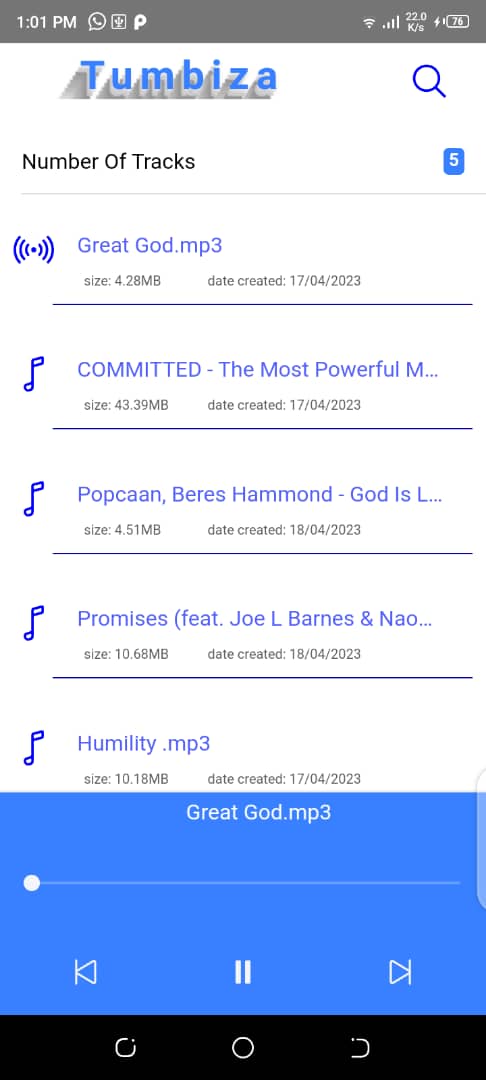 1:01 PM 22.0 K/s 76
Tumbiza
Number Of Tracks 5
Great God.mp3
size: 4.28MB date created: 17/04/2023
COMMITTED - The Most Powerful M...
size: 43.39MB date created: 17/04/2023
Popcaan, Beres Hammond - God Is L...
size: 4.51MB date created: 18/04/2023
Promises (feat. Joe L Barnes & Nao...
size: 10.68MB date created: 18/04/2023
Humility .mp3
size: 10.18MB date created: 17/04/2023
Great God.mp3